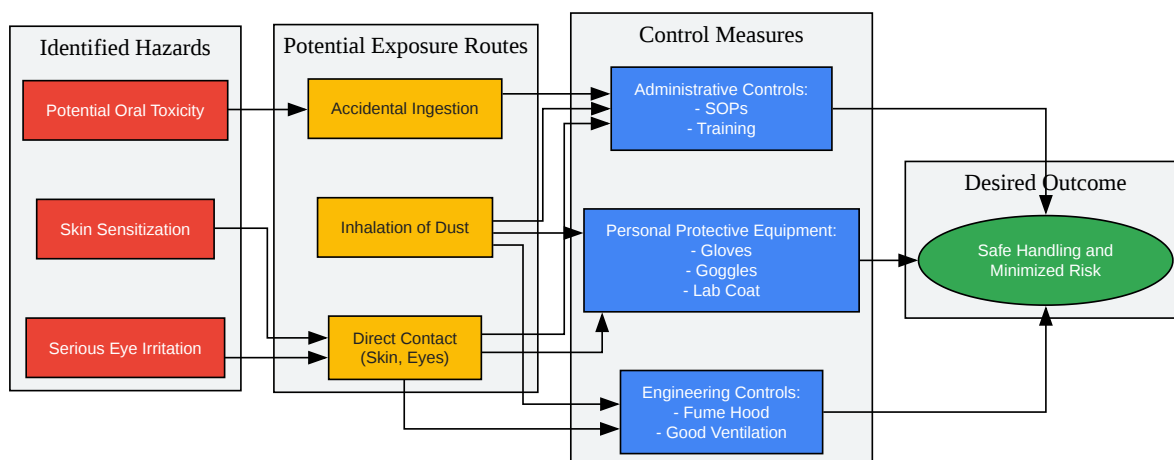 Identified Hazards
Potential Oral Toxicity
Skin Sensitization
Serious Eye Irritation
Potential Exposure Routes
Accidental Ingestion
Inhalation of Dust
Direct Contact
(Skin, Eyes)
Control Measures
Administrative Controls:
- SOPs
- Training
Personal Protective Equipment:
- Gloves
- Goggles
- Lab Coat
Engineering Controls:
- Fume Hood
- Good Ventilation
Desired Outcome
Safe Handling and
Minimized Risk